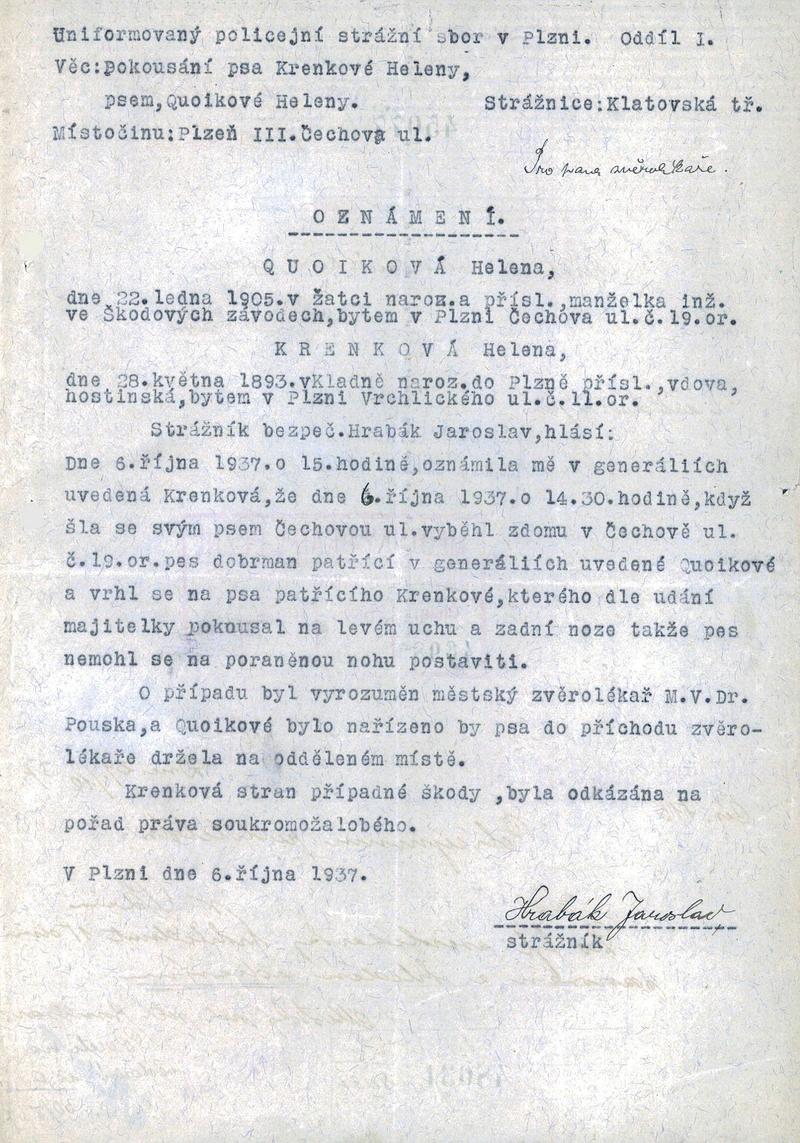 Uniformovaný policejní strážní sbor v Plzni. Oddíl I.
Věc:pokousání psa Krenkové Heleny,
psem,Quoikové Heleny. Strážnice:Klatovská tř.
Místočinu:Plzeň III.Čechova ul.
Pro pana zvěrolékaře.
OZNÁMENÍ.
QUOIKOVÁ Helena,
dne 22.ledna 1905.v Žatci naroz.a přísl.,manželka inž.
ve Škodových závodech,bytem v Plzni Čechova ul.č.19.or.
KRENKOVÁ Helena,
dne 28.května 1893.vKladně naroz.do Plzně přísl.,vdova,
hostinská,bytem v Plzni Vrchlického ul.č.11.or.
Strážník bezpeč.Hrabák Jaroslav,hlásí:
Dne 6.října 1937.o 15.hodině,oznámila mě v generáliích
uvedená Krenková,že dne 6.října 1937.o 14.30.hodině,když
šla se svým psem Čechovou ul.vyběhl zdomu v Čechově ul.
č.19.or.pes dobrman patřící v generáliích uvedené Quoikové
a vrhl se na psa patřícího Krenkové,kterého dle udání
majitelky pokousal na levém uchu a zadní noze takže pes
nemohl se na poraněnou nohu postaviti.
O případu byl vyrozuměn městský zvěrolékař M.V.Dr.
Pouska,a Quoikové bylo nařízeno by psa do příchodu zvěro-
lékaře držela na odděleném místě.
Krenková stran případné škody ,byla odkázána na
pořad práva soukromožalobého.
V Plzni dne 6.října 1937.
Hrabák Jaroslav
strážník